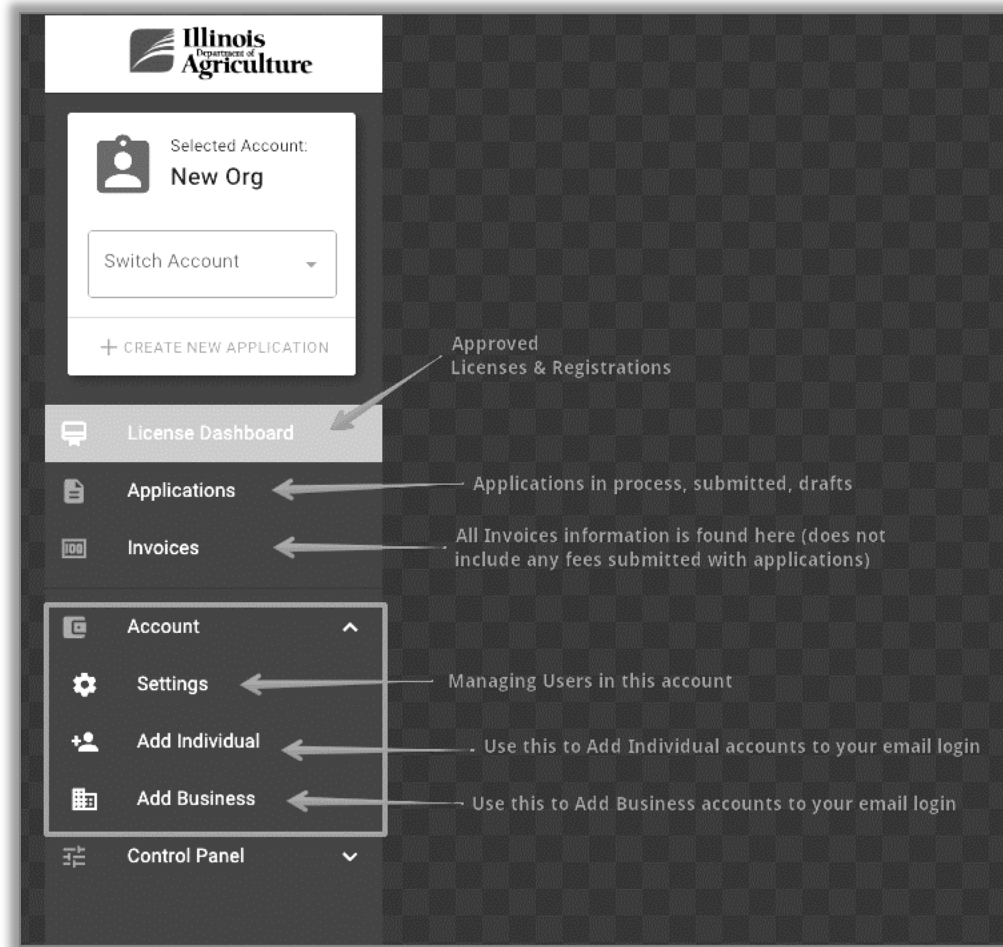 Illinois
Department of
Agriculture
Selected Account:
New Org
Switch Account
+ CREATE NEW APPLICATION
Approved
Licenses & Registrations
License Dashboard
Applications
Applications in process, submitted, drafts
100
Invoices
All Invoices information is found here (does not
include any fees submitted with applications)
Account
Settings
Managing Users in this account
Add Individual
Use this to Add Individual accounts to your email login
Add Business
Use this to Add Business accounts to your email login
Control Panel